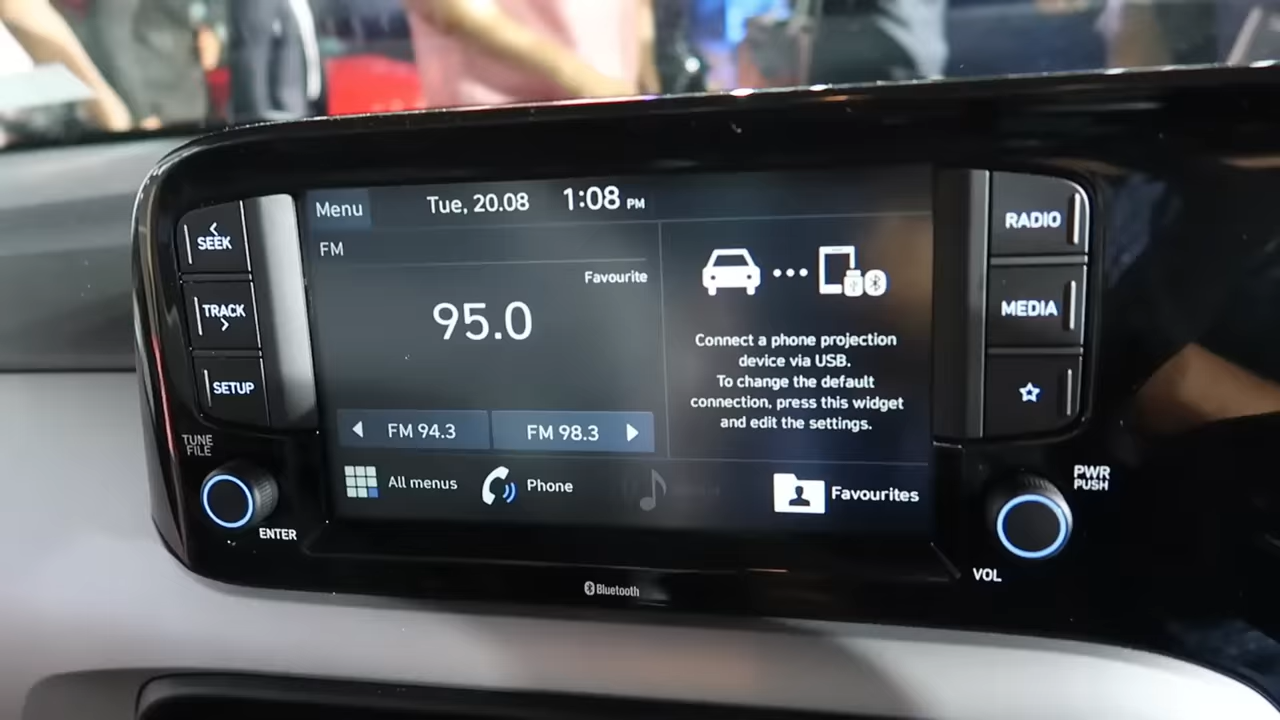 Menu
Tue, 20.08
1:08 PM
FM
Favourite
95.0
FM 94.3
FM 98.3
Connect a phone projection
device via USB.
To change the default
connection, press this widget
and edit the settings.
All menus
Phone
Favourites
SEEK
TRACK
SETUP
TUNE
FILE
ENTER
RADIO
MEDIA
PWR
PUSH
VOL
Bluetooth